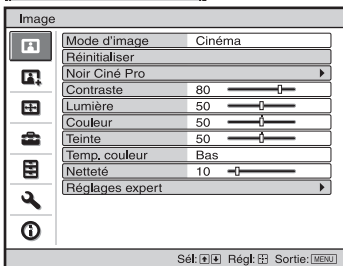 Image
Mode d'image Cinéma
Réinitialiser
Noir Ciné Pro
Contraste 80
Lumière 50
Couleur 50
Teinte 50
Temp. couleur Bas
Netteté 10
Réglages expert
Sél: Régl: Sortie: MENU